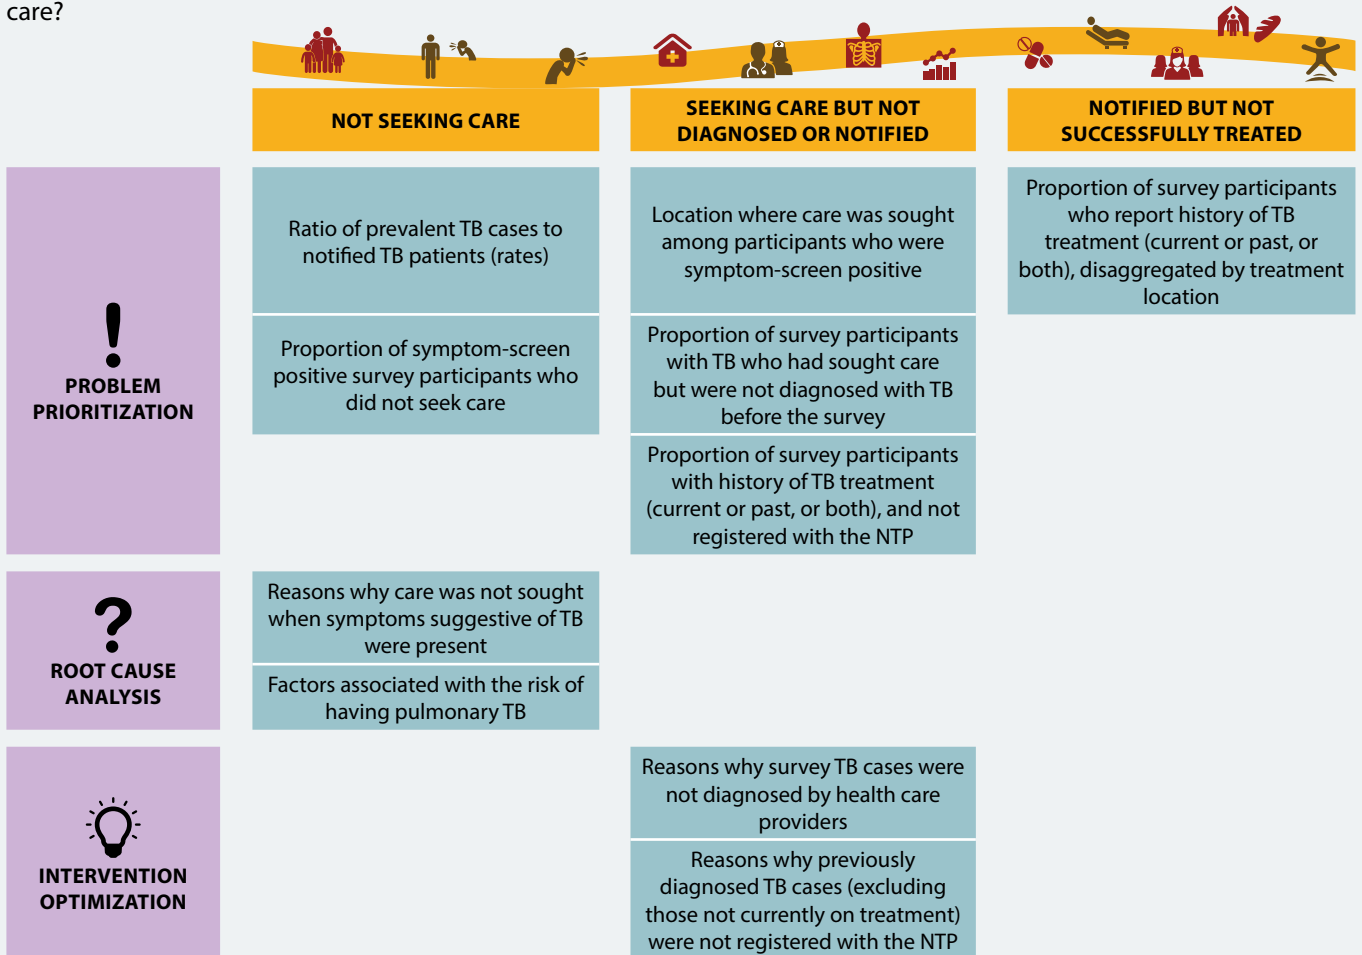 care?
NOT SEEKING CARE
SEEKING CARE BUT NOT
DIAGNOSED OR NOTIFIED
NOTIFIED BUT NOT
SUCCESSFULLY TREATED
!
PROBLEM
PRIORITIZATION
Ratio of prevalent TB cases to
notified TB patients (rates)
Proportion of symptom-screen
positive survey participants who
did not seek care
Location where care was sought
among participants who were
symptom-screen positive
Proportion of survey participants
with TB who had sought care
but were not diagnosed with TB
before the survey
Proportion of survey participants
with history of TB treatment
(current or past, or both), and not
registered with the NTP
Proportion of survey participants
who report history of TB
treatment (current or past, or
both), disaggregated by treatment
location
?
ROOT CAUSE
ANALYSIS
Reasons why care was not sought
when symptoms suggestive of TB
were present
Factors associated with the risk of
having pulmonary TB
INTERVENTION
OPTIMIZATION
Reasons why survey TB cases were
not diagnosed by health care
providers
Reasons why previously
diagnosed TB cases (excluding
those not currently on treatment)
were not registered with the NTP